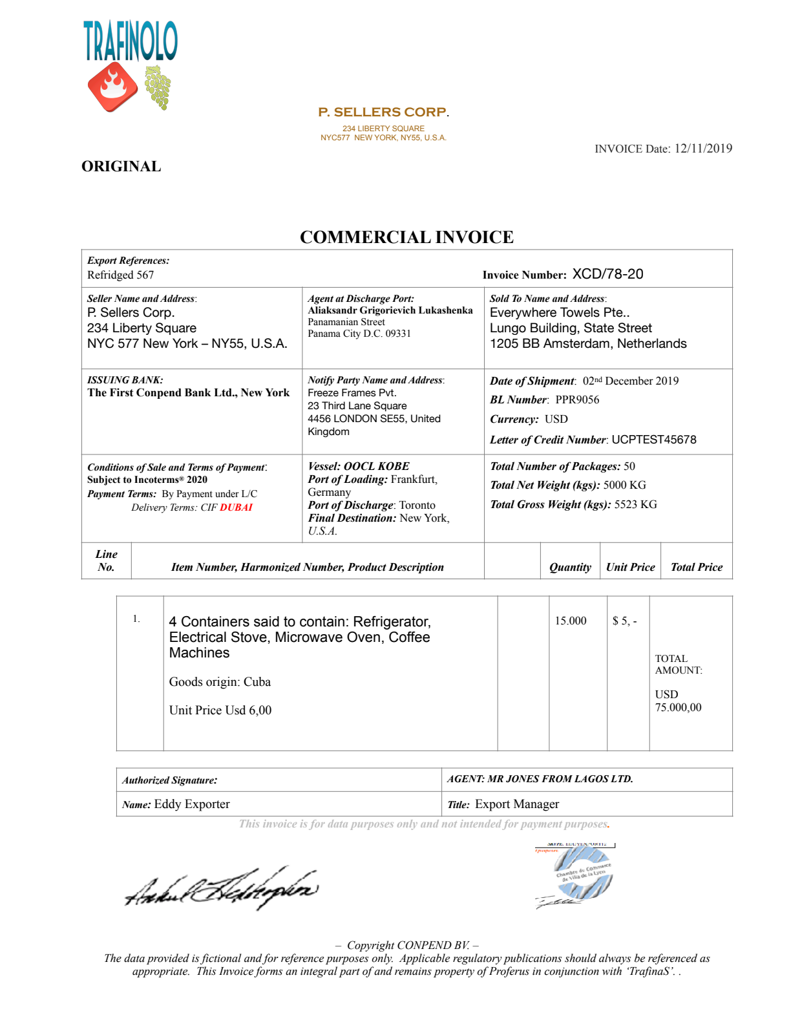 TRAFINOLO
P. SELLERS CORP.
234 LIBERTY SQUARE
NYC577 NEW YORK, NY55, U.S.A.
INVOICE Date: 12/11/2019
ORIGINAL
COMMERCIAL INVOICE
Export References:
Refridged 567
Invoice Number: XCD/78-20
Seller Name and Address:
P. Sellers Corp.
234 Liberty Square
NYC 577 New York – NY55, U.S.A.
Agent at Discharge Port:
Aliaksandr Grigorievich Lukashenka
Panamanian Street
Panama City D.C. 09331
Sold To Name and Address:
Everywhere Towels Pte..
Lungo Building, State Street
1205 BB Amsterdam, Netherlands
ISSUING BANK:
The First Conpend Bank Ltd., New York
Notify Party Name and Address:
Freeze Frames Pvt.
23 Third Lane Square
4456 LONDON SE55, United
Kingdom
Date of Shipment: 02nd December 2019
BL Number: PPR9056
Currency: USD
Letter of Credit Number: UCPTEST45678
Conditions of Sale and Terms of Payment:
Subject to Incoterms® 2020
Payment Terms: By Payment under L/C
Delivery Terms: CIF DUBAI
Vessel: OOCL KOBE
Port of Loading: Frankfurt,
Germany
Port of Discharge: Toronto
Final Destination: New York,
U.S.A.
Total Number of Packages: 50
Total Net Weight (kgs): 5000 KG
Total Gross Weight (kgs): 5523 KG
Line
No.
Item Number, Harmonized Number, Product Description
Quantity
Unit Price
Total Price
1.
4 Containers said to contain: Refrigerator,
Electrical Stove, Microwave Oven, Coffee
Machines
Goods origin: Cuba
Unit Price Usd 6,00
15.000
$ 5, -
TOTAL
AMOUNT:
USD
75.000,00
Authorized Signature:
AGENT: MR JONES FROM LAGOS LTD.
Name: Eddy Exporter
Title: Export Manager
This invoice is for data purposes only and not intended for payment purposes.
Chambre de Commerce
– Copyright CONPEND BV. –
The data provided is fictional and for reference purposes only. Applicable regulatory publications should always be referenced as
appropriate. This Invoice forms an integral part of and remains property of Proferus in conjunction with ‘TrafinaS’. .